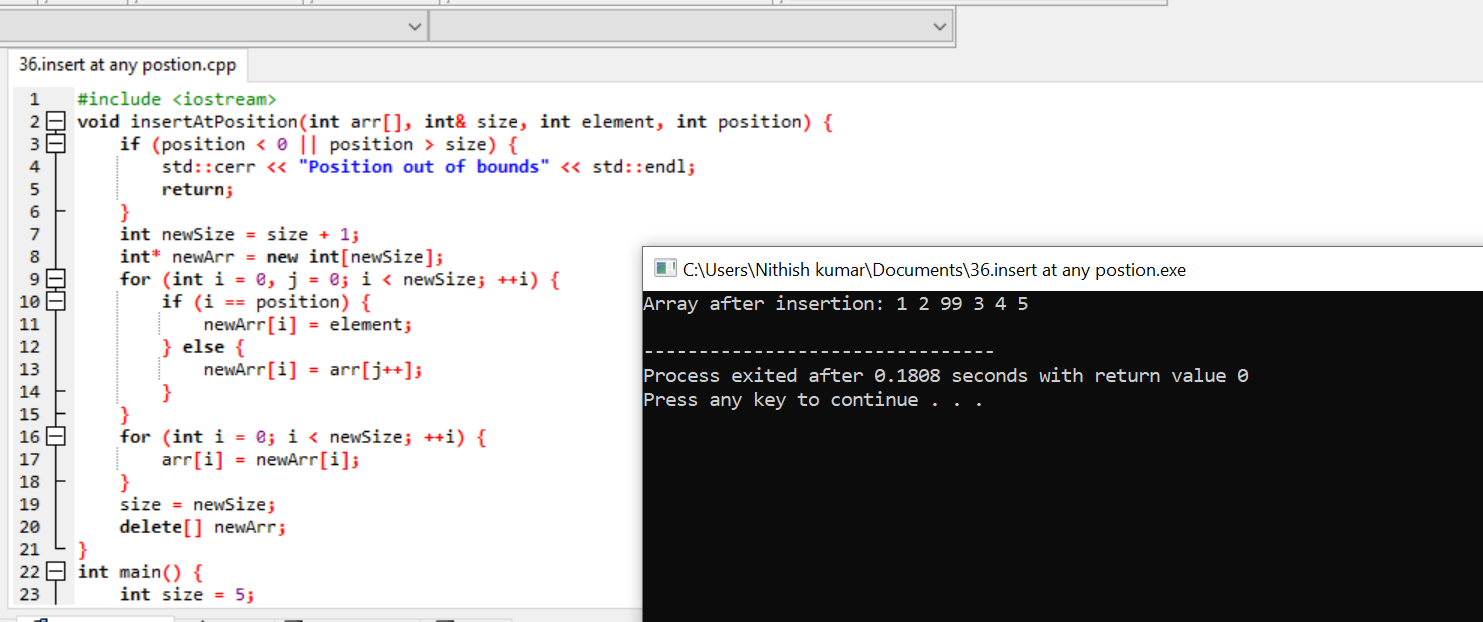 36.insert at any postion.cpp
1 #include <iostream>
2 void insertAtPosition(int arr[], int& size, int element, int position) {
3 if (position < 0 || position > size) {
4 std::cerr << "Position out of bounds" << std::endl;
5 return;
6 }
7 int newSize = size + 1;
8 int* newArr = new int[newSize];
9 for (int i = 0, j = 0; i < newSize; ++i) {
10 if (i == position) {
11 newArr[i] = element;
12 } else {
13 newArr[i] = arr[j++];
14 }
15 }
16 for (int i = 0; i < newSize; ++i) {
17 arr[i] = newArr[i];
18 }
19 size = newSize;
20 delete[] newArr;
21 }
22 int main() {
23 int size = 5;
C:\Users\Nithish kumar\Documents\36.insert at any postion.exe
Array after insertion: 1 2 99 3 4 5
--------------------------------
Process exited after 0.1808 seconds with return value 0
Press any key to continue . . .